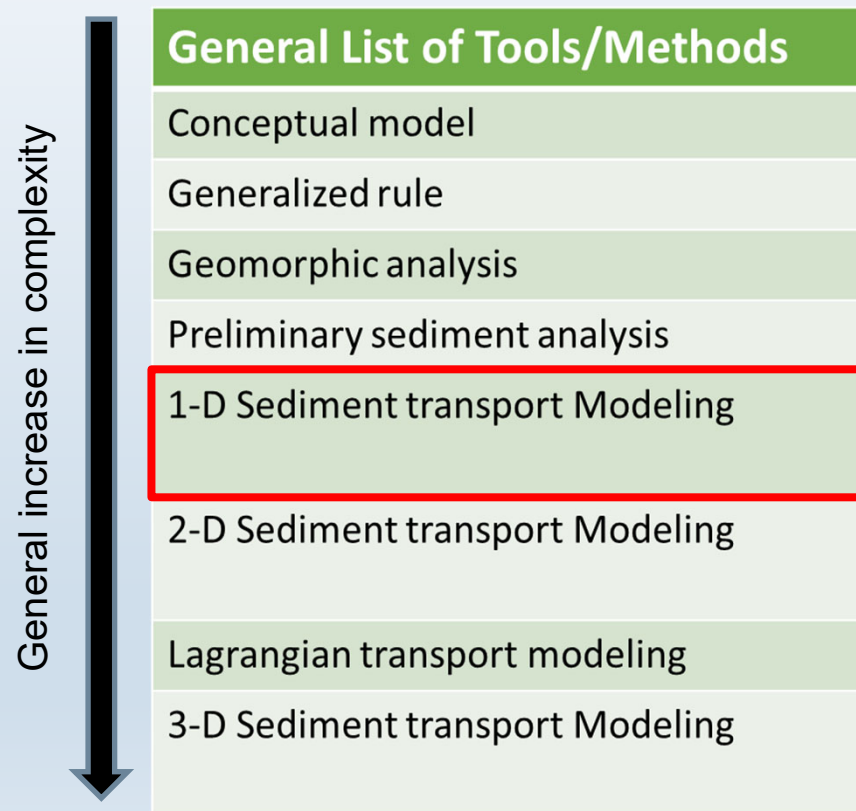 General increase in complexity
General List of Tools/Methods
Conceptual model
Generalized rule
Geomorphic analysis
Preliminary sediment analysis
1-D Sediment transport Modeling
2-D Sediment transport Modeling
Lagrangian transport modeling
3-D Sediment transport Modeling